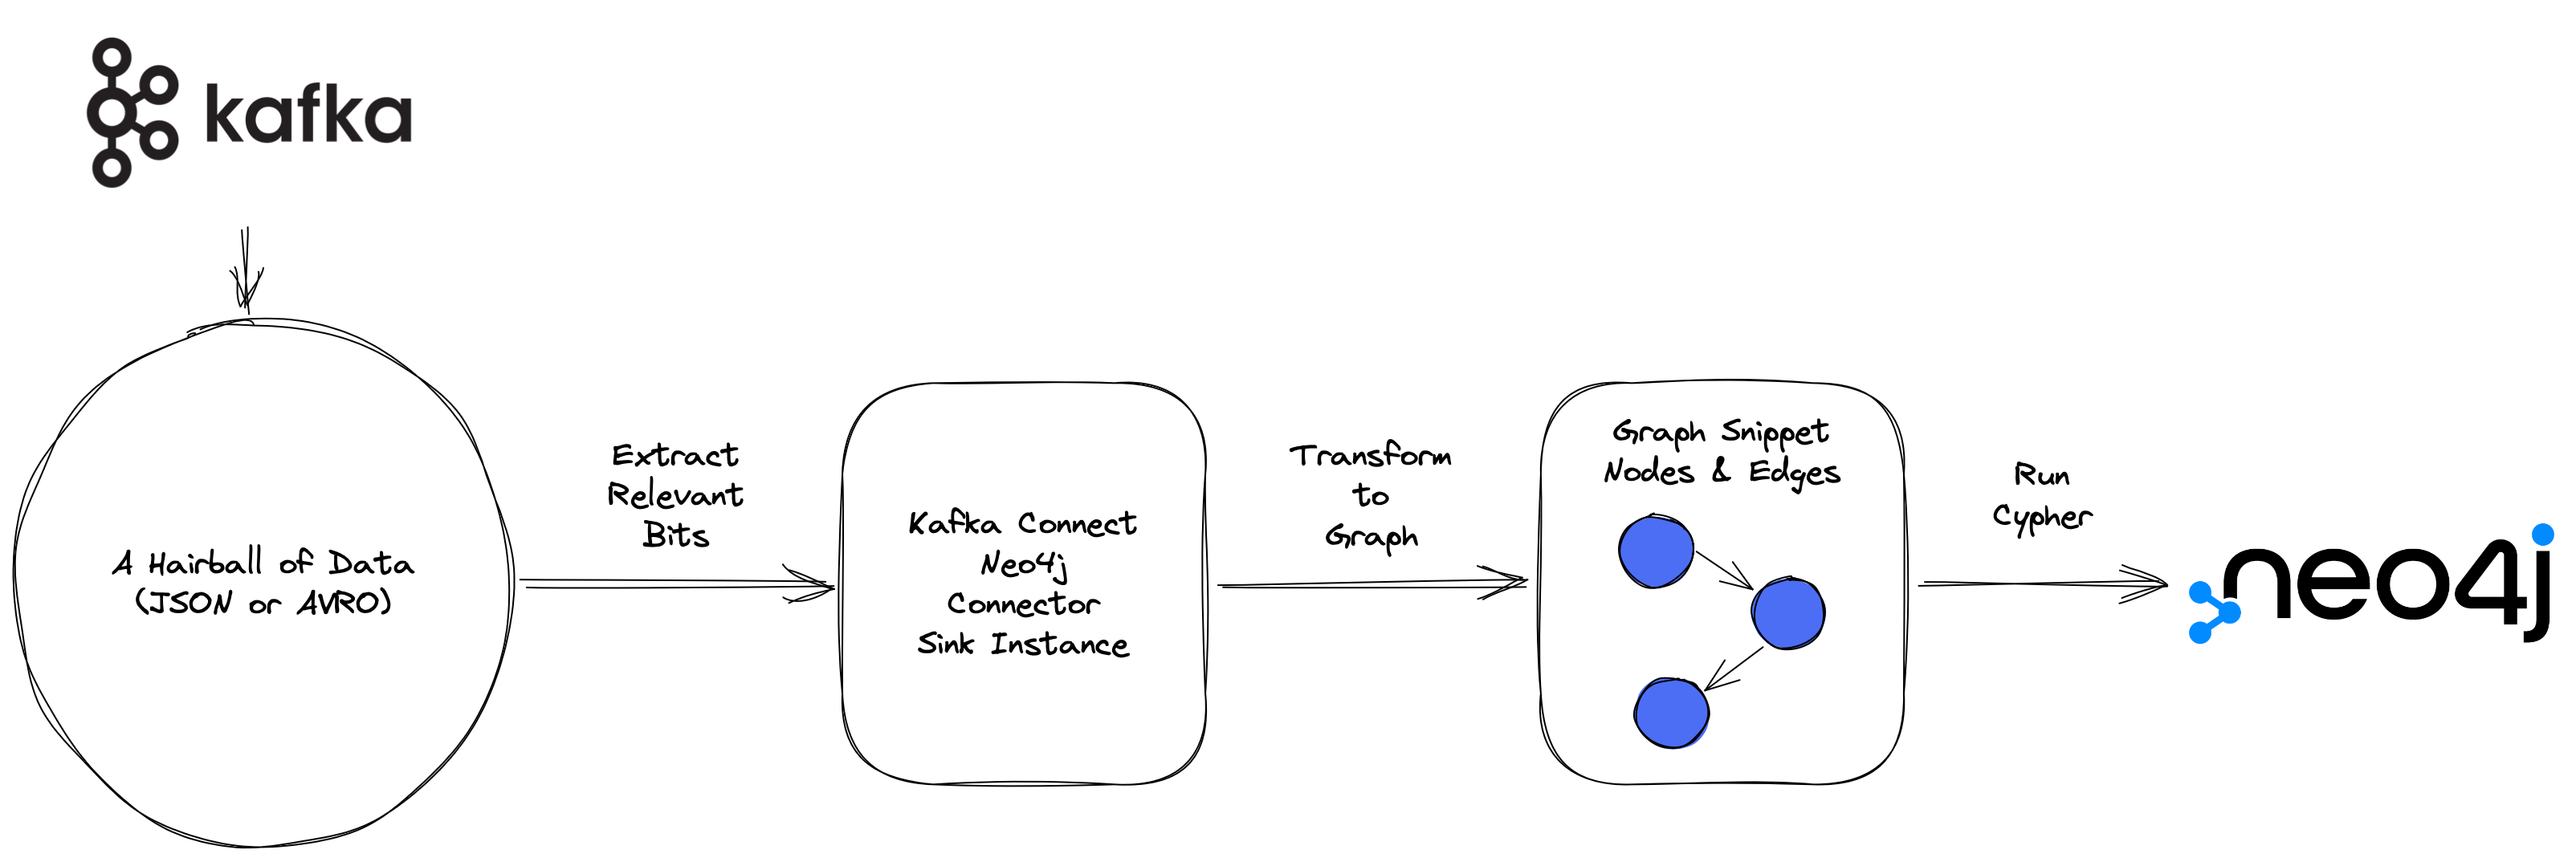 kafka
A Hairball of Data
(JSON or AVRO)
Extract
Relevant
Bits
Kafka Connect
Neo4j
Connector
Sink Instance
Transform
to
Graph
Graph Snippet
Nodes & Edges
Run
Cypher
neo4j